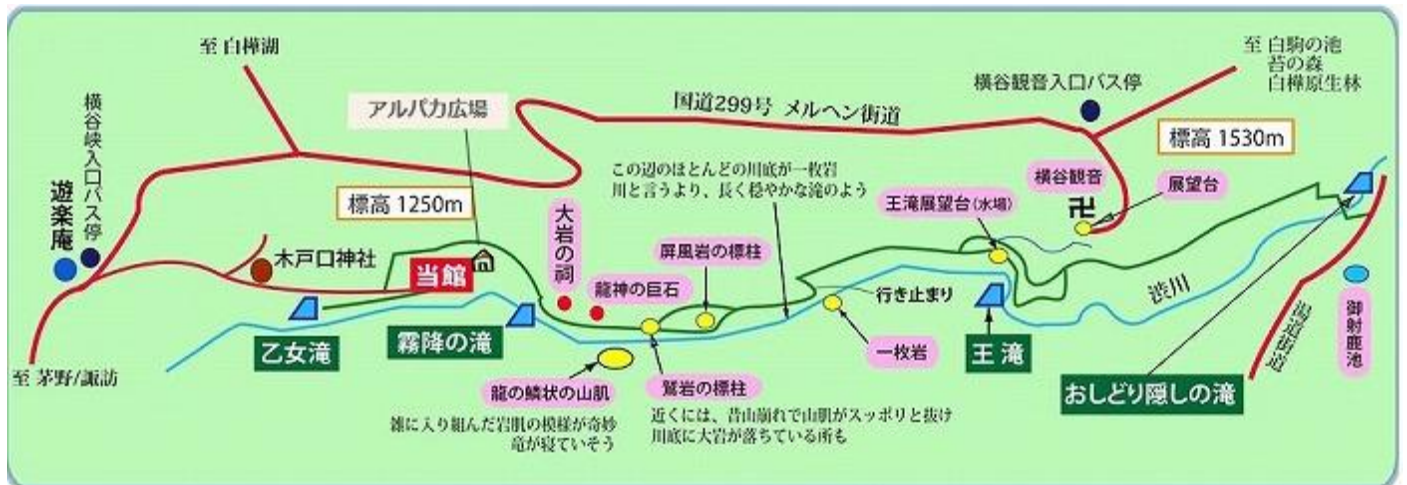 至 白樺湖
至 白駒の池
苔の森
白樺原生林
横谷観音入口バス停
国道299号 メルヘン街道
アルパカ広場
横谷峡入口バス停
遊楽庵
標高 1530m
この辺のほとんどの川底が一枚岩
川と言うより、長く穏やかな滝のよう
横谷観音
展望台
卍
標高 1250m
王滝展望台(水場)
大岩の祠
屏風岩の標柱
木戸口神社
当館
龍神の巨石
行き止まり
渋川
湯道街道
御射鹿池
乙女滝
霧降の滝
一枚岩
王滝
おしどり隠しの滝
至 茅野/諏訪
龍の鱗状の山肌
鷲岩の標柱
雑に入り組んだ岩肌の模様が奇妙
竜が寝ていそう
近くには、昔山崩れで山肌がスッポリと抜け
川底に大岩が落ちている所も